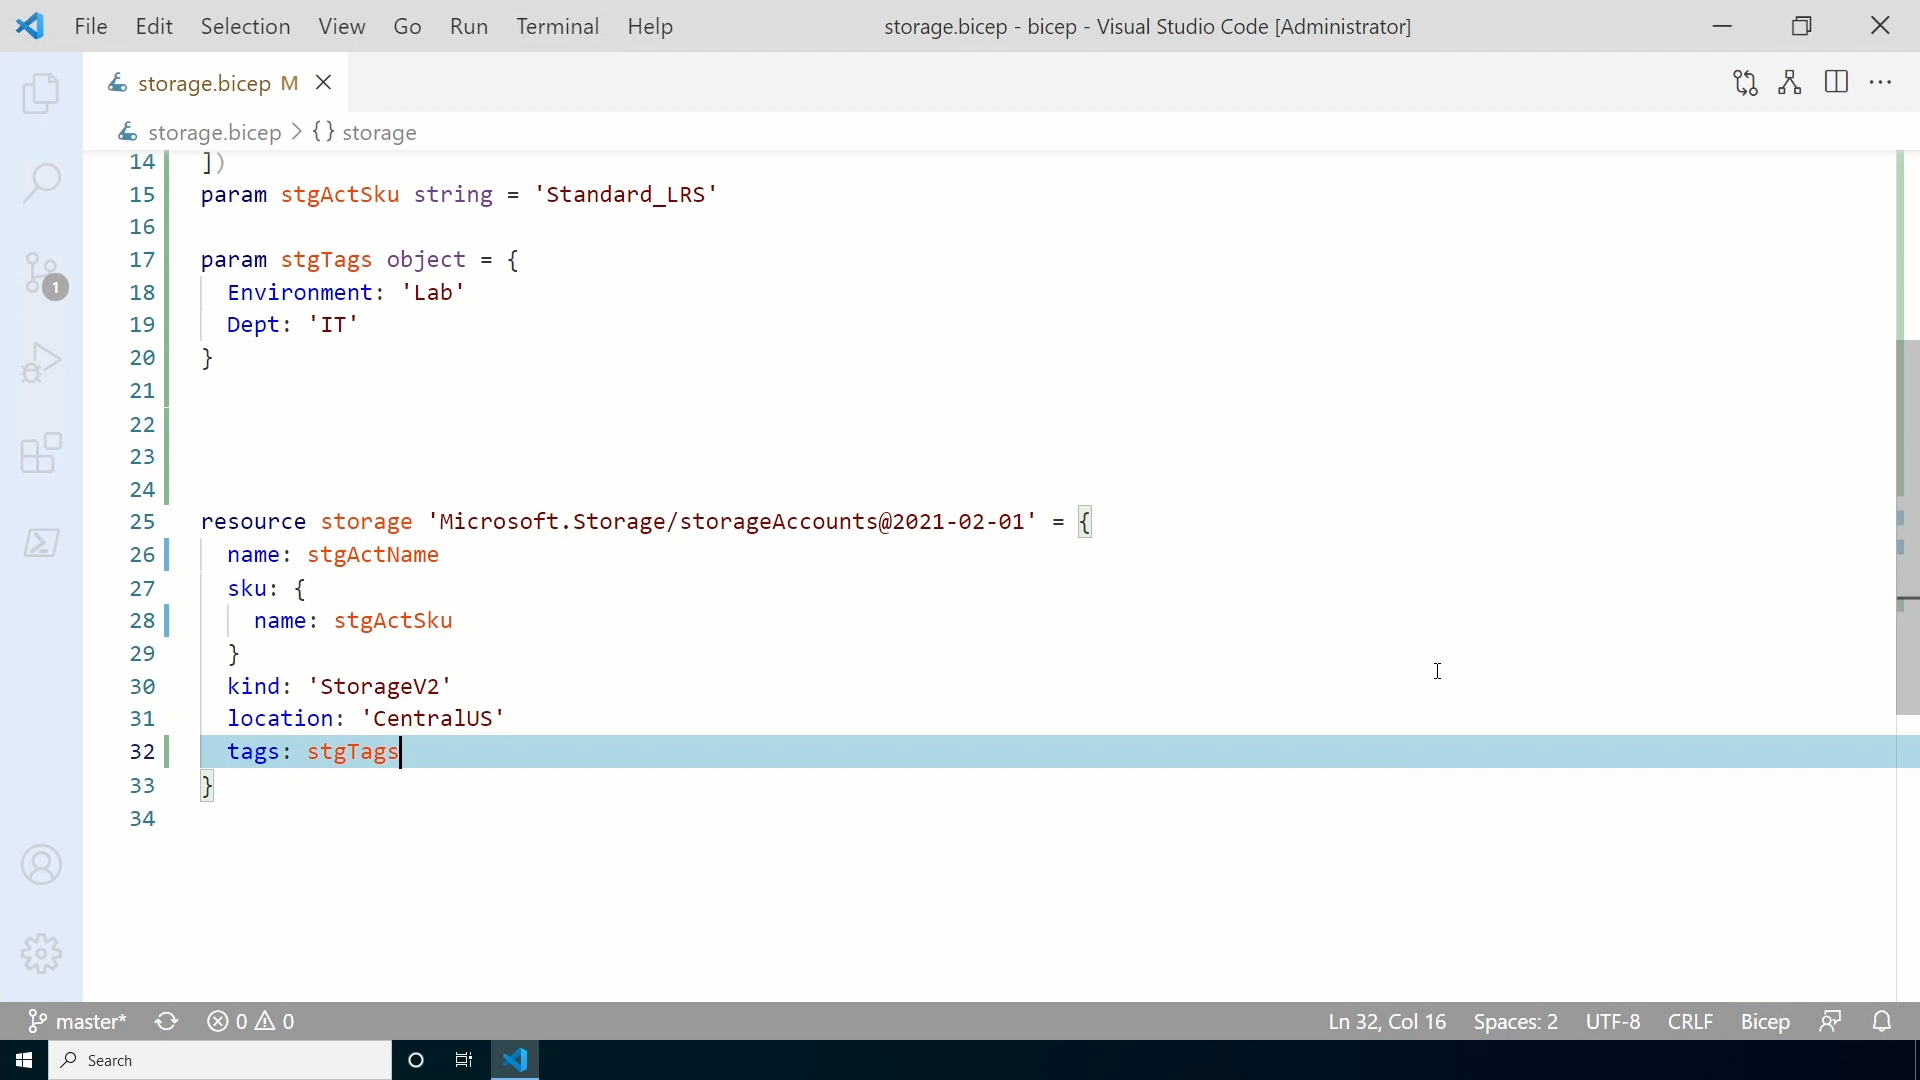 File Edit Selection View Go Run Terminal Help storage.bicep - bicep - Visual Studio Code [Administrator]
storage.bicep M
storage.bicep > {} storage
14 ])
15 param stgActSku string = 'Standard_LRS'
16
17 param stgTags object = {
18 Environment: 'Lab'
19 Dept: 'IT'
20 }
21
22
23
24
25 resource storage 'Microsoft.Storage/storageAccounts@2021-02-01' = {
26 name: stgActName
27 sku: {
28 name: stgActSku
29 }
30 kind: 'StorageV2'
31 location: 'CentralUS'
32 tags: stgTags
33 }
34
1
master* 0 0 Ln 32, Col 16 Spaces: 2 UTF-8 CRLF Bicep
Search